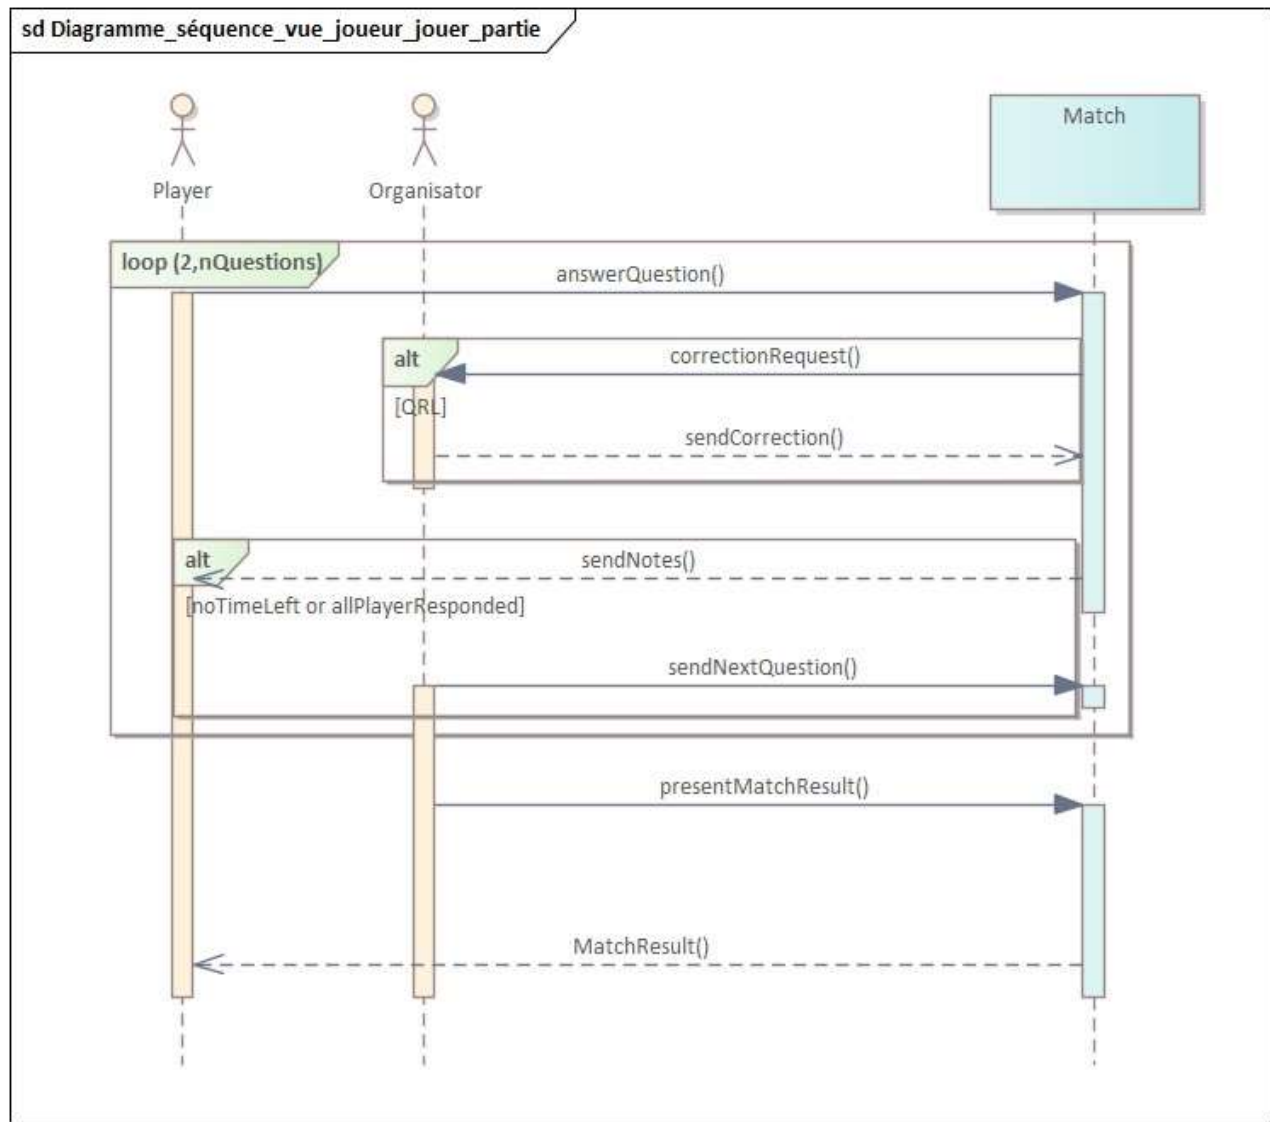 sd Diagramme_séquence_vue_joueur_jouer_partie
Player
Organisator
Match
loop (2,nQuestions)
answerQuestion()
alt
correctionRequest()
[QRL]
sendCorrection()
alt
sendNotes()
[noTimeLeft or allPlayerResponded]
sendNextQuestion()
presentMatchResult()
MatchResult()